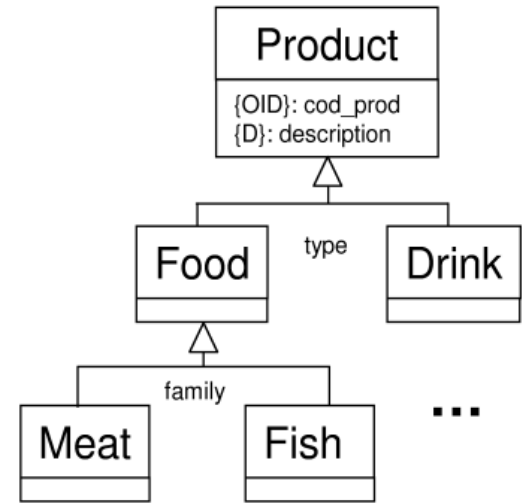 Product
{OID}: cod_prod
{D}: description
type
Food
Drink
family
Meat
Fish
...